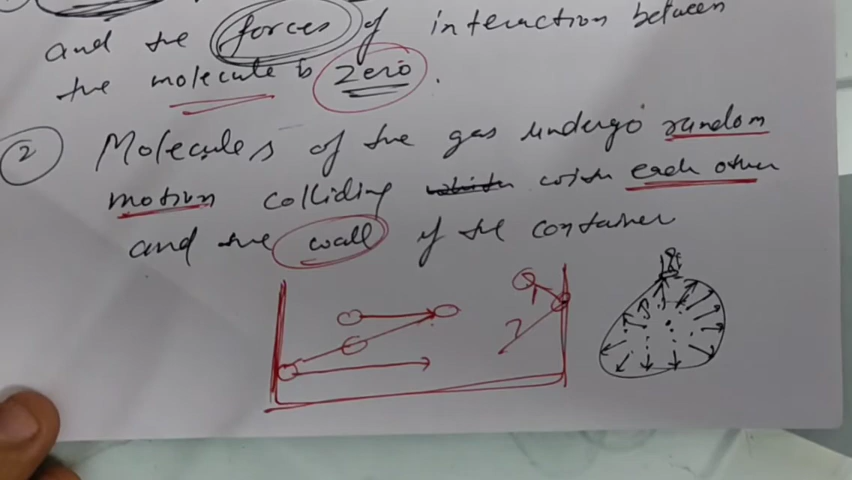 and the forces of interaction between
the molecule is zero.
② Molecules of the gas undergo random
motion colliding with each other
and the wall of the container